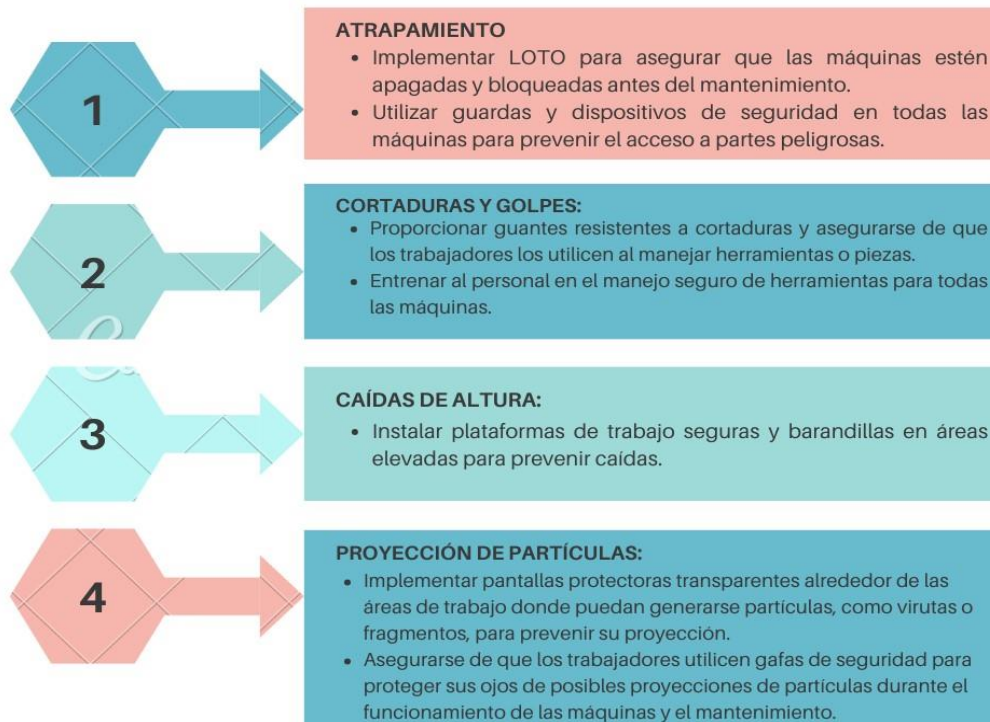 1
ATRAPAMIENTO
• Implementar LOTO para asegurar que las máquinas estén
apagadas y bloqueadas antes del mantenimiento.
• Utilizar guardas y dispositivos de seguridad en todas las
máquinas para prevenir el acceso a partes peligrosas.
2
CORTADURAS Y GOLPES:
• Proporcionar guantes resistentes a cortaduras y asegurarse de que
los trabajadores los utilicen al manejar herramientas o piezas.
• Entrenar al personal en el manejo seguro de herramientas para todas
las máquinas.
3
CAÍDAS DE ALTURA:
• Instalar plataformas de trabajo seguras y barandillas en áreas
elevadas para prevenir caídas.
4
PROYECCIÓN DE PARTÍCULAS:
• Implementar pantallas protectoras transparentes alrededor de las
áreas de trabajo donde puedan generarse partículas, como virutas o
fragmentos, para prevenir su proyección.
• Asegurarse de que los trabajadores utilicen gafas de seguridad para
proteger sus ojos de posibles proyecciones de partículas durante el
funcionamiento de las máquinas y el mantenimiento.